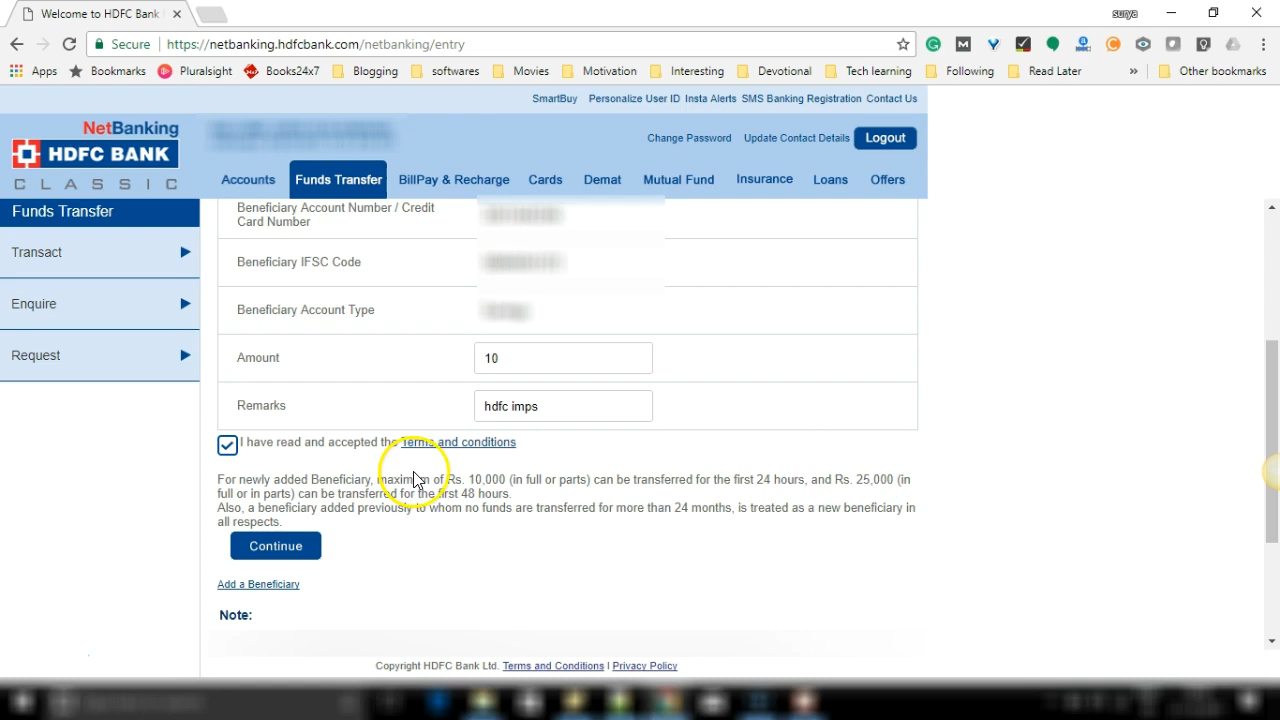 Welcome to HDFC Bank
surya
Secure
https://netbanking.hdfcbank.com/netbanking/entry
Apps Bookmarks Pluralsight Books24x7 Blogging softwares Movies Motivation Interesting Devotional Tech learning Following Read Later » Other bookmarks
SmartBuy Personalize User ID Insta Alerts SMS Banking Registration Contact Us
NetBanking
HDFC BANK
CLASSIC
Change Password Update Contact Details Logout
Accounts Funds Transfer BillPay & Recharge Cards Demat Mutual Fund Insurance Loans Offers
Funds Transfer
Transact
Enquire
Request
Beneficiary Account Number / Credit
Card Number
Beneficiary IFSC Code
Beneficiary Account Type
Amount 10
Remarks hdfc imps
I have read and accepted the Terms and conditions
For newly added Beneficiary, maximum of Rs. 10,000 (in full or parts) can be transferred for the first 24 hours, and Rs. 25,000 (in
full or in parts) can be transferred for the first 48 hours.
Also, a beneficiary added previously to whom no funds are transferred for more than 24 months, is treated as a new beneficiary in
all respects.
Continue
Add a Beneficiary
Note:
Copyright HDFC Bank Ltd. Terms and Conditions I Privacy Policy